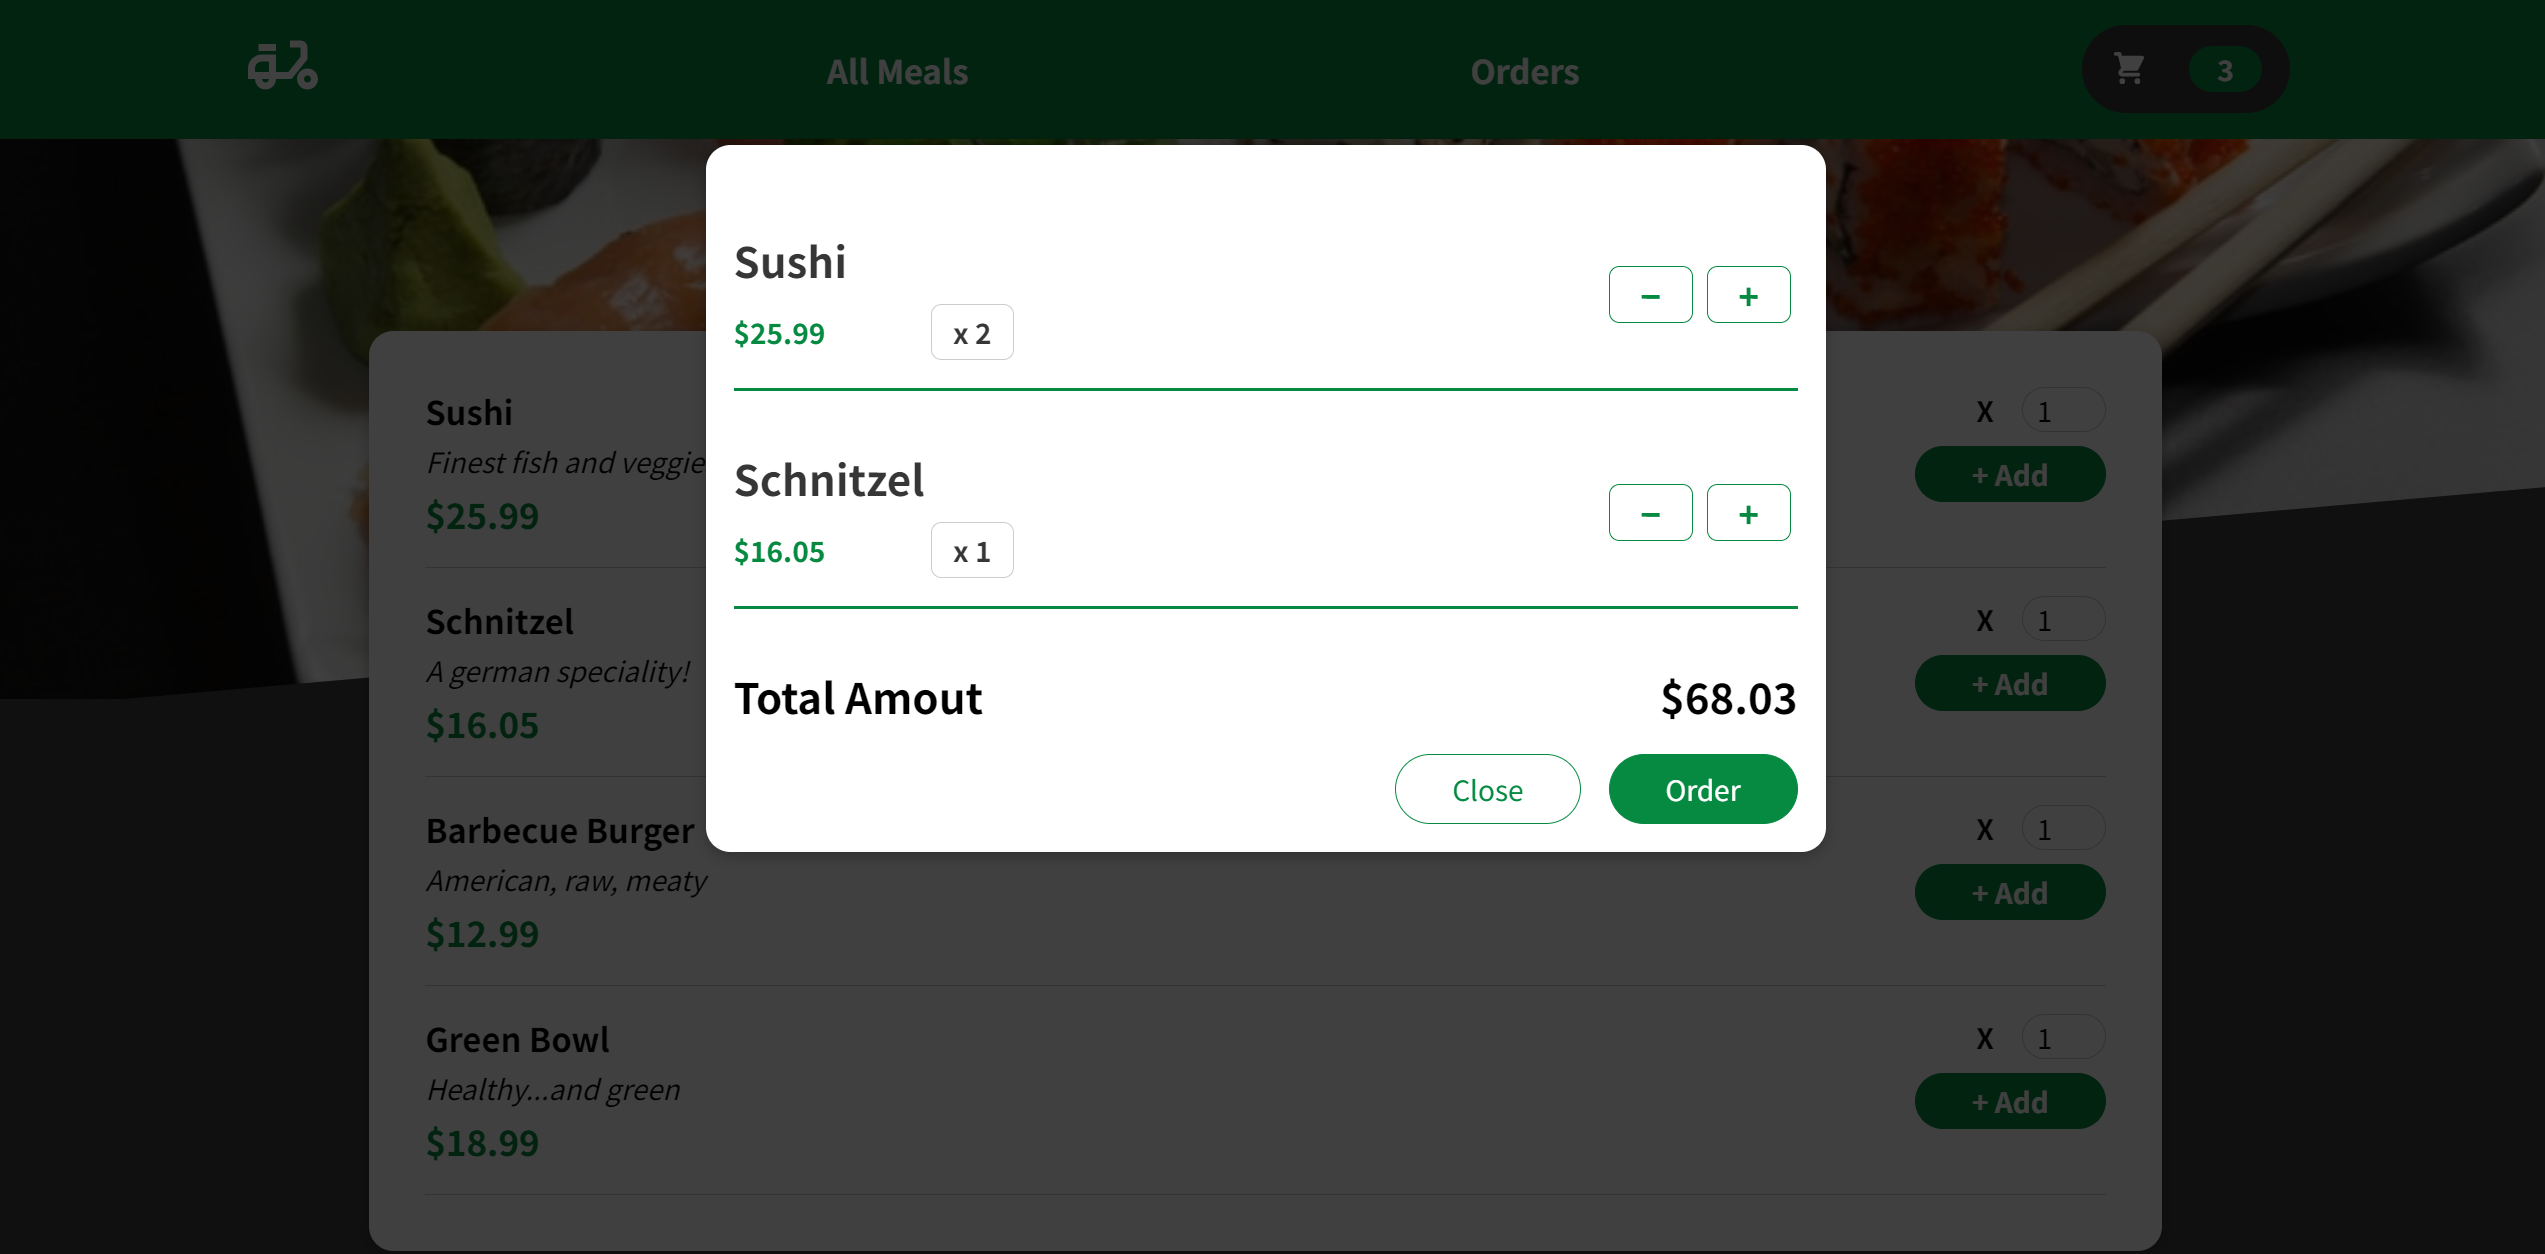 All Meals
Orders
3
Sushi
$25.99
x 2
−
+
Schnitzel
$16.05
x 1
−
+
Total Amout
$68.03
Close
Order
Sushi
Finest fish and veggie
$25.99
X 1
+ Add
Schnitzel
A german speciality!
$16.05
X 1
+ Add
Barbecue Burger
American, raw, meaty
$12.99
X 1
+ Add
Green Bowl
Healthy...and green
$18.99
X 1
+ Add